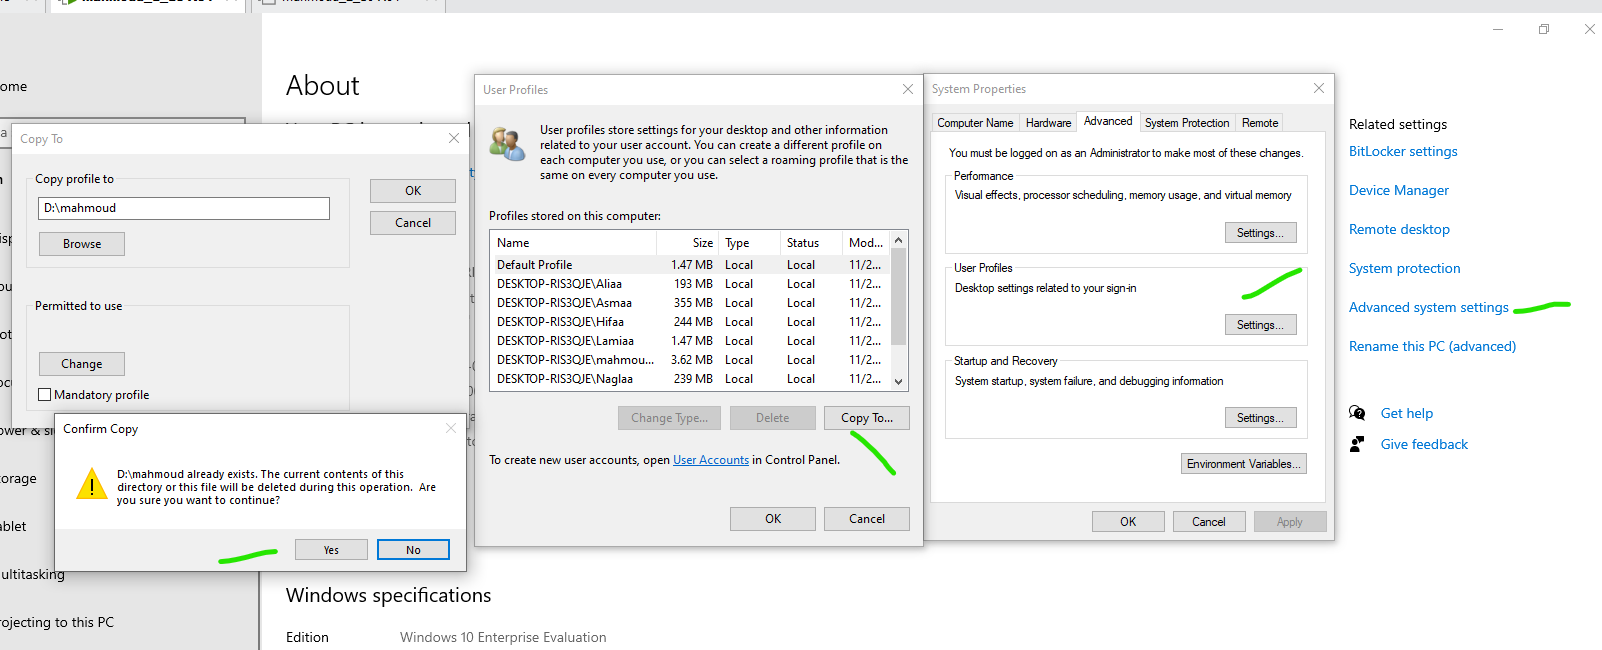 ome
About
Copy To
Copy profile to
D:\mahmoud
Browse
OK
Cancel
Permitted to use
Change
Mandatory profile
Confirm Copy
D:\mahmoud already exists. The current contents of this
directory or this file will be deleted during this operation. Are
you sure you want to continue?
Yes
No
orage
ablet
ultitasking
rojecting to this PC
User Profiles
User profiles store settings for your desktop and other information
related to your user account. You can create a different profile on
each computer you use, or you can select a roaming profile that is the
same on every computer you use.
Profiles stored on this computer:
Name Size Type Status Mod...
Default Profile 1.47 MB Local Local 11/2...
DESKTOP-RIS3QJE\Aliaa 193 MB Local Local 11/2...
DESKTOP-RIS3QJE\Asmaa 355 MB Local Local 11/2...
DESKTOP-RIS3QJE\Hifaa 244 MB Local Local 11/2...
DESKTOP-RIS3QJE\Lamiaa 1.47 MB Local Local 11/2...
DESKTOP-RIS3QJE\mahmou... 3.62 MB Local Local 11/2...
DESKTOP-RIS3QJE\Naglaa 239 MB Local Local 11/2...
Change Type... Delete Copy To...
To create new user accounts, open User Accounts in Control Panel.
OK Cancel
System Properties
Computer Name Hardware Advanced System Protection Remote
You must be logged on as an Administrator to make most of these changes.
Performance
Visual effects, processor scheduling, memory usage, and virtual memory
Settings...
User Profiles
Desktop settings related to your sign-in
Settings...
Startup and Recovery
System startup, system failure, and debugging information
Settings...
Environment Variables...
OK Cancel Apply
Related settings
BitLocker settings
Device Manager
Remote desktop
System protection
Advanced system settings
Rename this PC (advanced)
Get help
Give feedback
Windows specifications
Edition Windows 10 Enterprise Evaluation